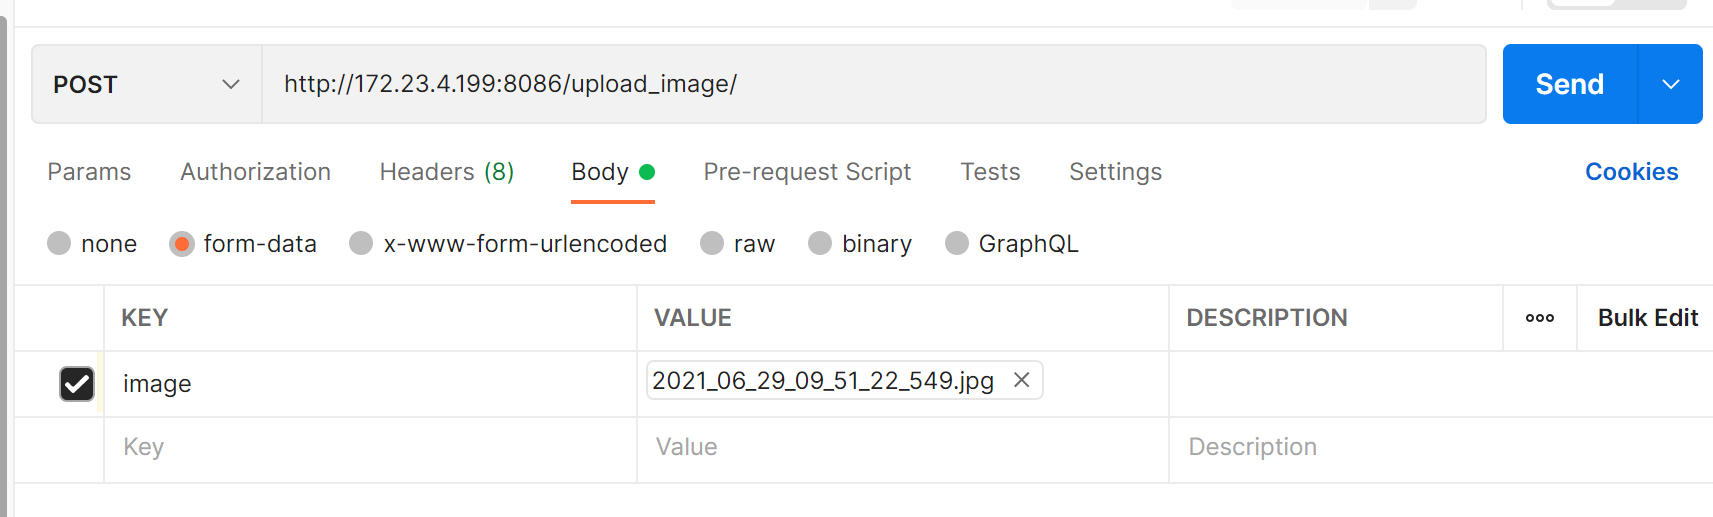 POST http://172.23.4.199:8086/upload_image/ Send
Params Authorization Headers (8) Body Pre-request Script Tests Settings Cookies
none form-data x-www-form-urlencoded raw binary GraphQL
KEY VALUE DESCRIPTION Bulk Edit
image 2021_06_29_09_51_22_549.jpg
Key Value Description